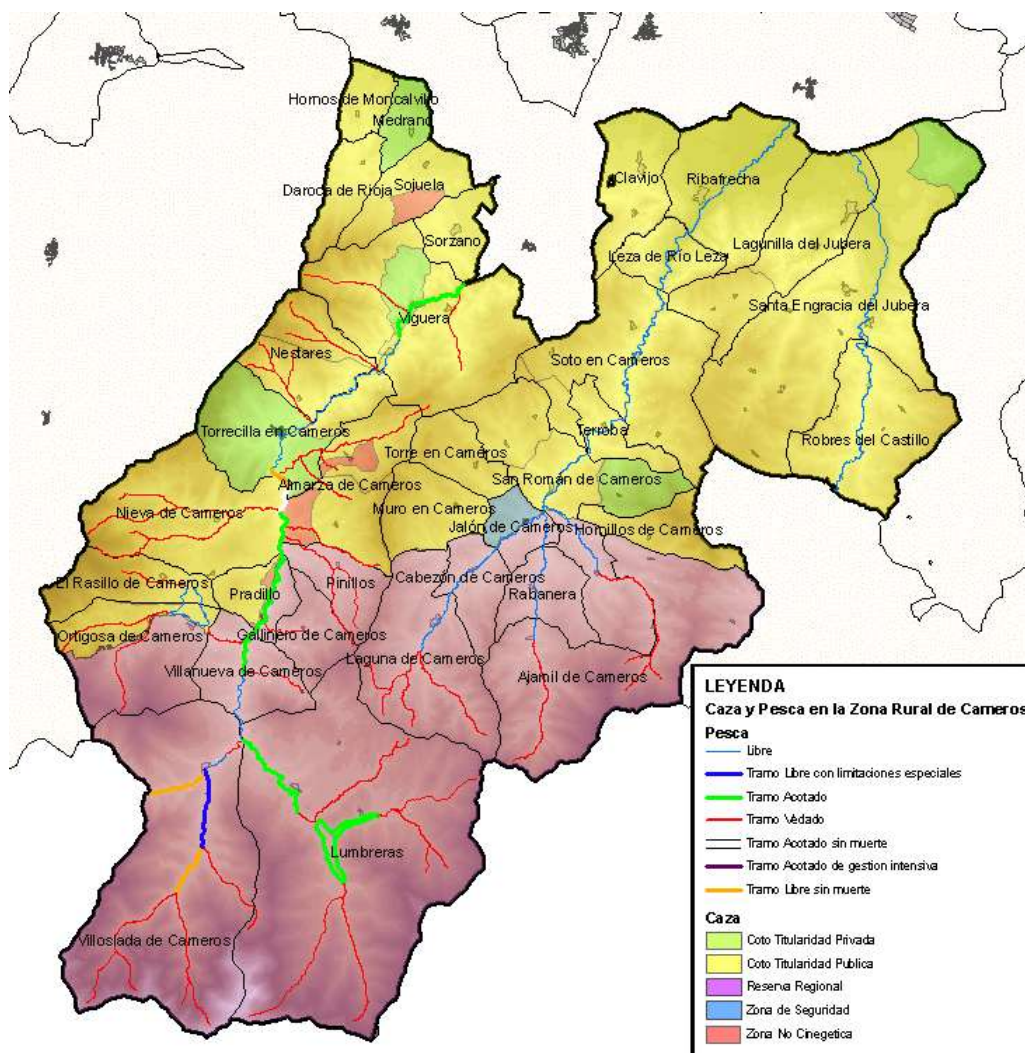 Hornos de Moncalvillo
Medrano
Daroca de Rioja
Sojuela
Sorzano
Clavijo
Ribafrecha
Lagunilla del Jubera
Leza de Río Leza
Santa Engracia del Jubera
Viguera
Nestares
Soto en Cameros
Torrecilla en Cameros
Terroba
Robres del Castillo
Torre en Cameros
San Román de Cameros
Almarza de Cameros
Nieva de Cameros
Muro en Cameros
Jalón de Cameros
Hornillos de Cameros
El Rasillo de Cameros
Pinillos
Cabezón de Cameros
Pradillo
Rabanera
Ortigosa de Cameros
Gallinero de Cameros
Laguna de Cameros
Villanueva de Cameros
Ajamil de Cameros
Lumbreras
Villoslada de Cameros
LEYENDA
Caza y Pesca en la Zona Rural de Cameros
Pesca
Libre
Tramo Libre con limitaciones especiales
Tramo Acotado
Tramo Vedado
Tramo Acotado sin muerte
Tramo Acotado de gestion intensiva
Tramo Libre sin muerte
Caza
Coto Titularidad Privada
Coto Titularidad Publica
Reserva Regional
Zona de Seguridad
Zona No Cinegetica